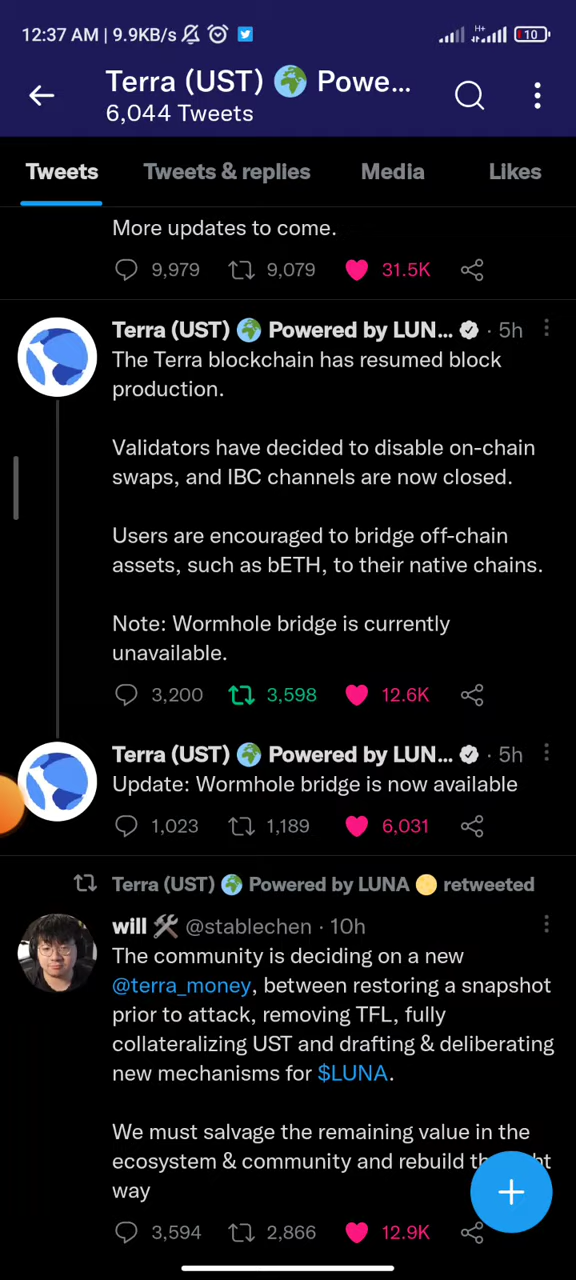 12:37 AM | 9.9KB/s
H+
10
Terra (UST) 🌍 Powe...
6,044 Tweets
Tweets Tweets & replies Media Likes
More updates to come.
9,979 9,079 31.5K
Terra (UST) 🌍 Powered by LUN... · 5h
The Terra blockchain has resumed block
production.
Validators have decided to disable on-chain
swaps, and IBC channels are now closed.
Users are encouraged to bridge off-chain
assets, such as bETH, to their native chains.
Note: Wormhole bridge is currently
unavailable.
3,200 3,598 12.6K
Terra (UST) 🌍 Powered by LUN... · 5h
Update: Wormhole bridge is now available
1,023 1,189 6,031
Terra (UST) 🌍 Powered by LUNA 🌕 retweeted
will 🛠 @stablechen · 10h
The community is deciding on a new
@terra_money, between restoring a snapshot
prior to attack, removing TFL, fully
collateralizing UST and drafting & deliberating
new mechanisms for $LUNA.
We must salvage the remaining value in the
ecosystem & community and rebuild
way
3,594 2,866 12.9K